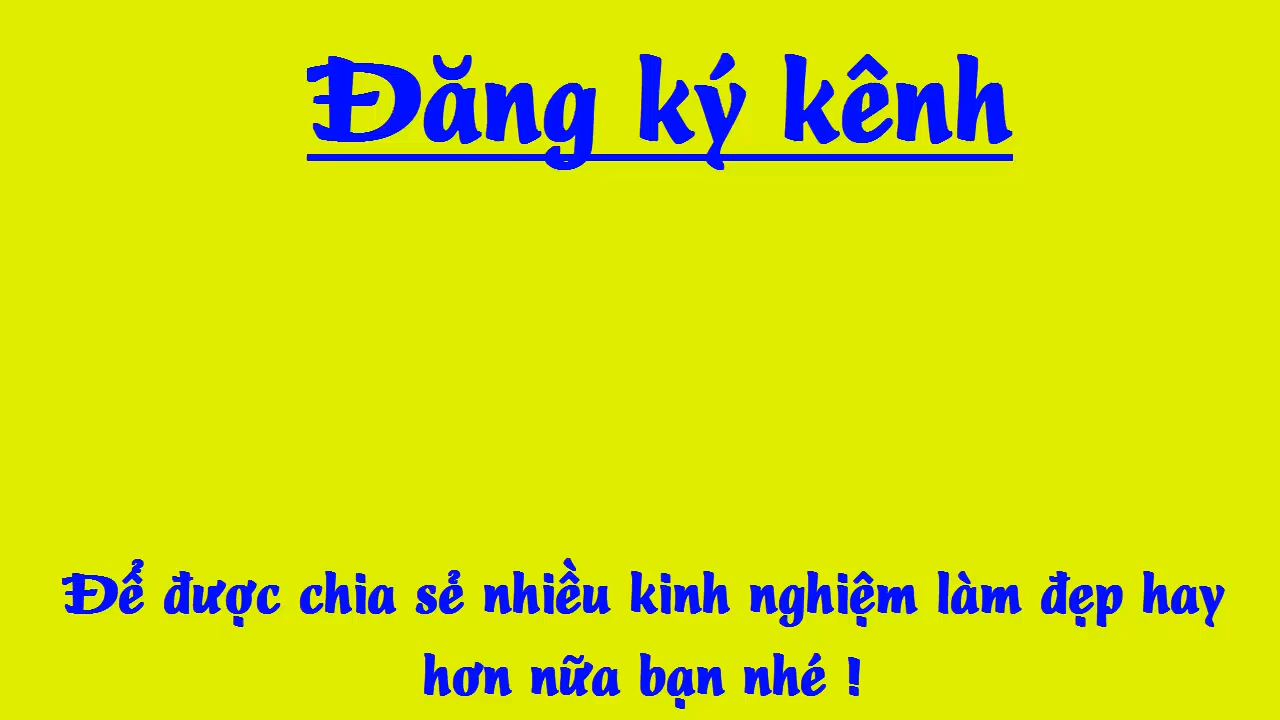 Đăng ký kênh
Để được chia sẻ nhiều kinh nghiệm làm đẹp hay
hơn nữa bạn nhé !